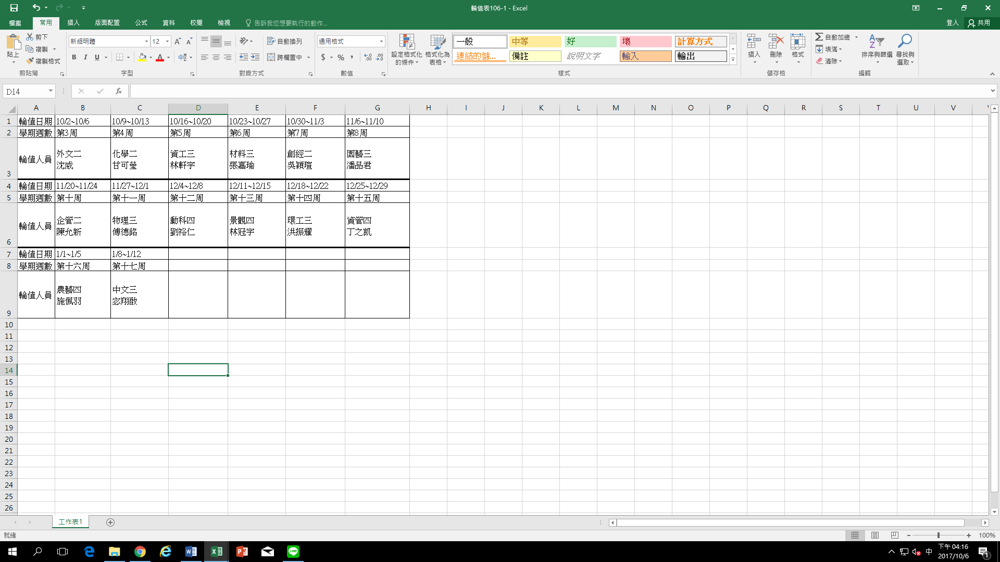 輪值表106-1 - Excel
檔案 常用 插入 版面配置 公式 資料 校閱 檢視 告訴我您想要執行的動作... 登入 共用
貼上 剪下 複製 複製格式 剪貼簿
新細明體 12 B I U A 中 字型
自動換列 跨欄置中 對齊方式
通用格式 $ % , 數值
設定格式化的條件 格式化為表格
一般 中等 好 壞 計算方式
連結的儲... 備註 說明文字 輸入 輸出
樣式
插入 刪除 格式 儲存格
自動加總 填滿 清除 排序與篩選 尋找與選取 編輯
D14 fx
A B C D E F G H I J K L M N O P Q R S T U V
1 輪值日期 10/2~10/6 10/9~10/13 10/16~10/20 10/23~10/27 10/30~11/3 11/6~11/10
2 學期週數 第3周 第4周 第5周 第6周 第7周 第8周
外文二 化學二 資工三 材料三 創經二 園藝三
3 輪值人員 沈威 甘可瑩 林軒宇 張嘉瑜 吳穎瑄 潘品君
4 輪值日期 11/20~11/24 11/27~12/1 12/4~12/8 12/11~12/15 12/18~12/22 12/25~12/29
5 學期週數 第十周 第十一周 第十二周 第十三周 第十四周 第十五周
企管二 物理三 動科四 景觀四 環工三 資管四
6 輪值人員 陳允新 傅德銘 劉裕仁 林冠宇 洪振耀 丁之凱
7 輪值日期 1/1~1/5 1/8~1/12
8 學期週數 第十六周 第十七周
農藝四 中文三
9 輪值人員 施佩羽 宓翔敔
10
11
12
13
14
15
16
17
18
19
20
21
22
23
24
25
26
工作表1
就緒 100%
下午 04:16
中
2017/10/6
1